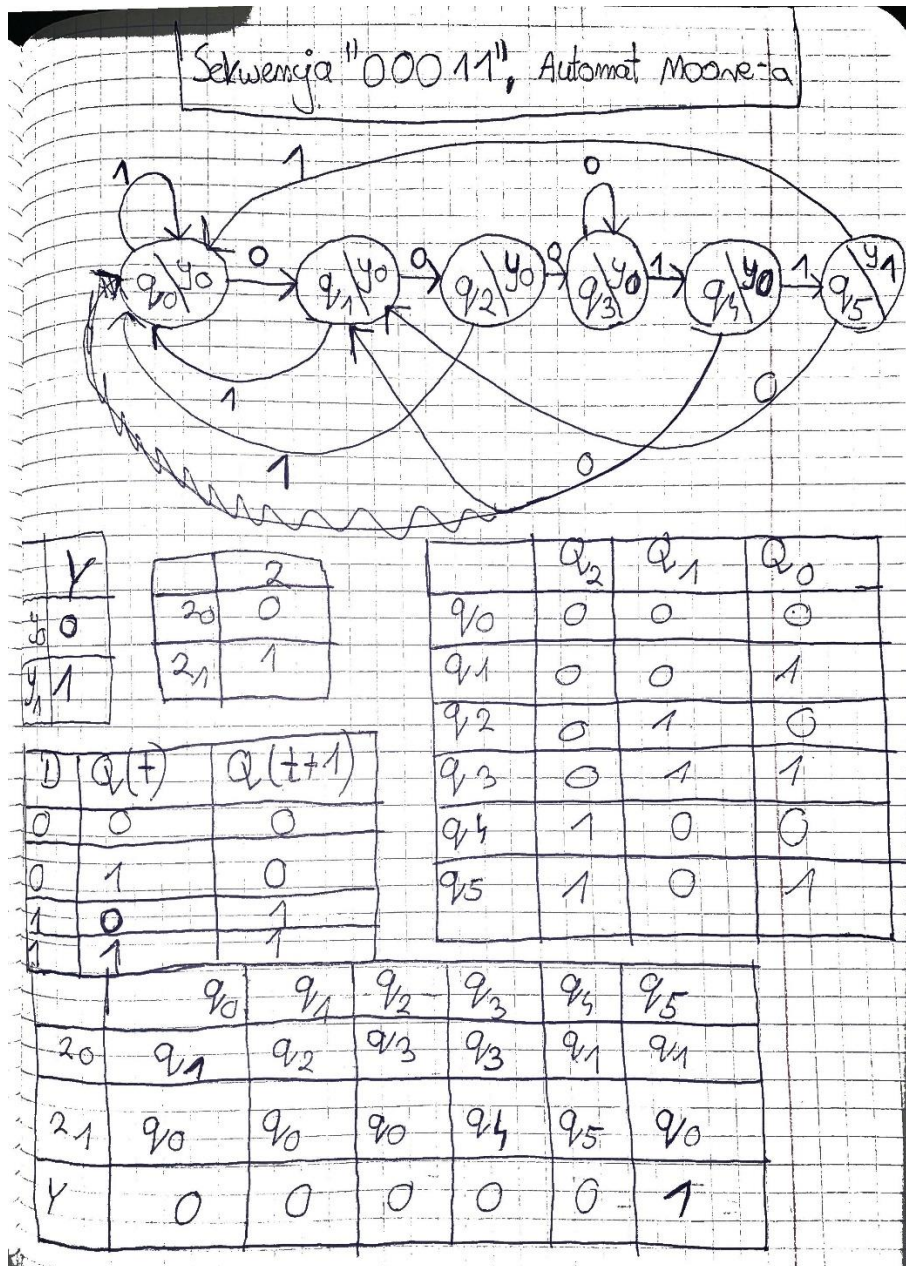 Sekwencja "00011", Automat Moore-a
1 1 0
q0\y0 0 q1\y0 0 q2\y0 0 q3\y0 1 q4\y0 1 q5\y1
1 0
1 0
Y
y0 0
y1 1
z
z0 0
z1 1
Q2 Q1 Q0
q0 0 0 0
q1 0 0 1
q2 0 1 0
q3 0 1 1
q4 1 0 0
q5 1 0 1
D Q(t) Q(t+1)
0 0 0
0 1 0
1 0 1
1 1 1
q0 q1 q2 q3 q4 q5
z0 q1 q2 q3 q3 q1 q1
z1 q0 q0 q0 q4 q5 q0
Y 0 0 0 0 0 1